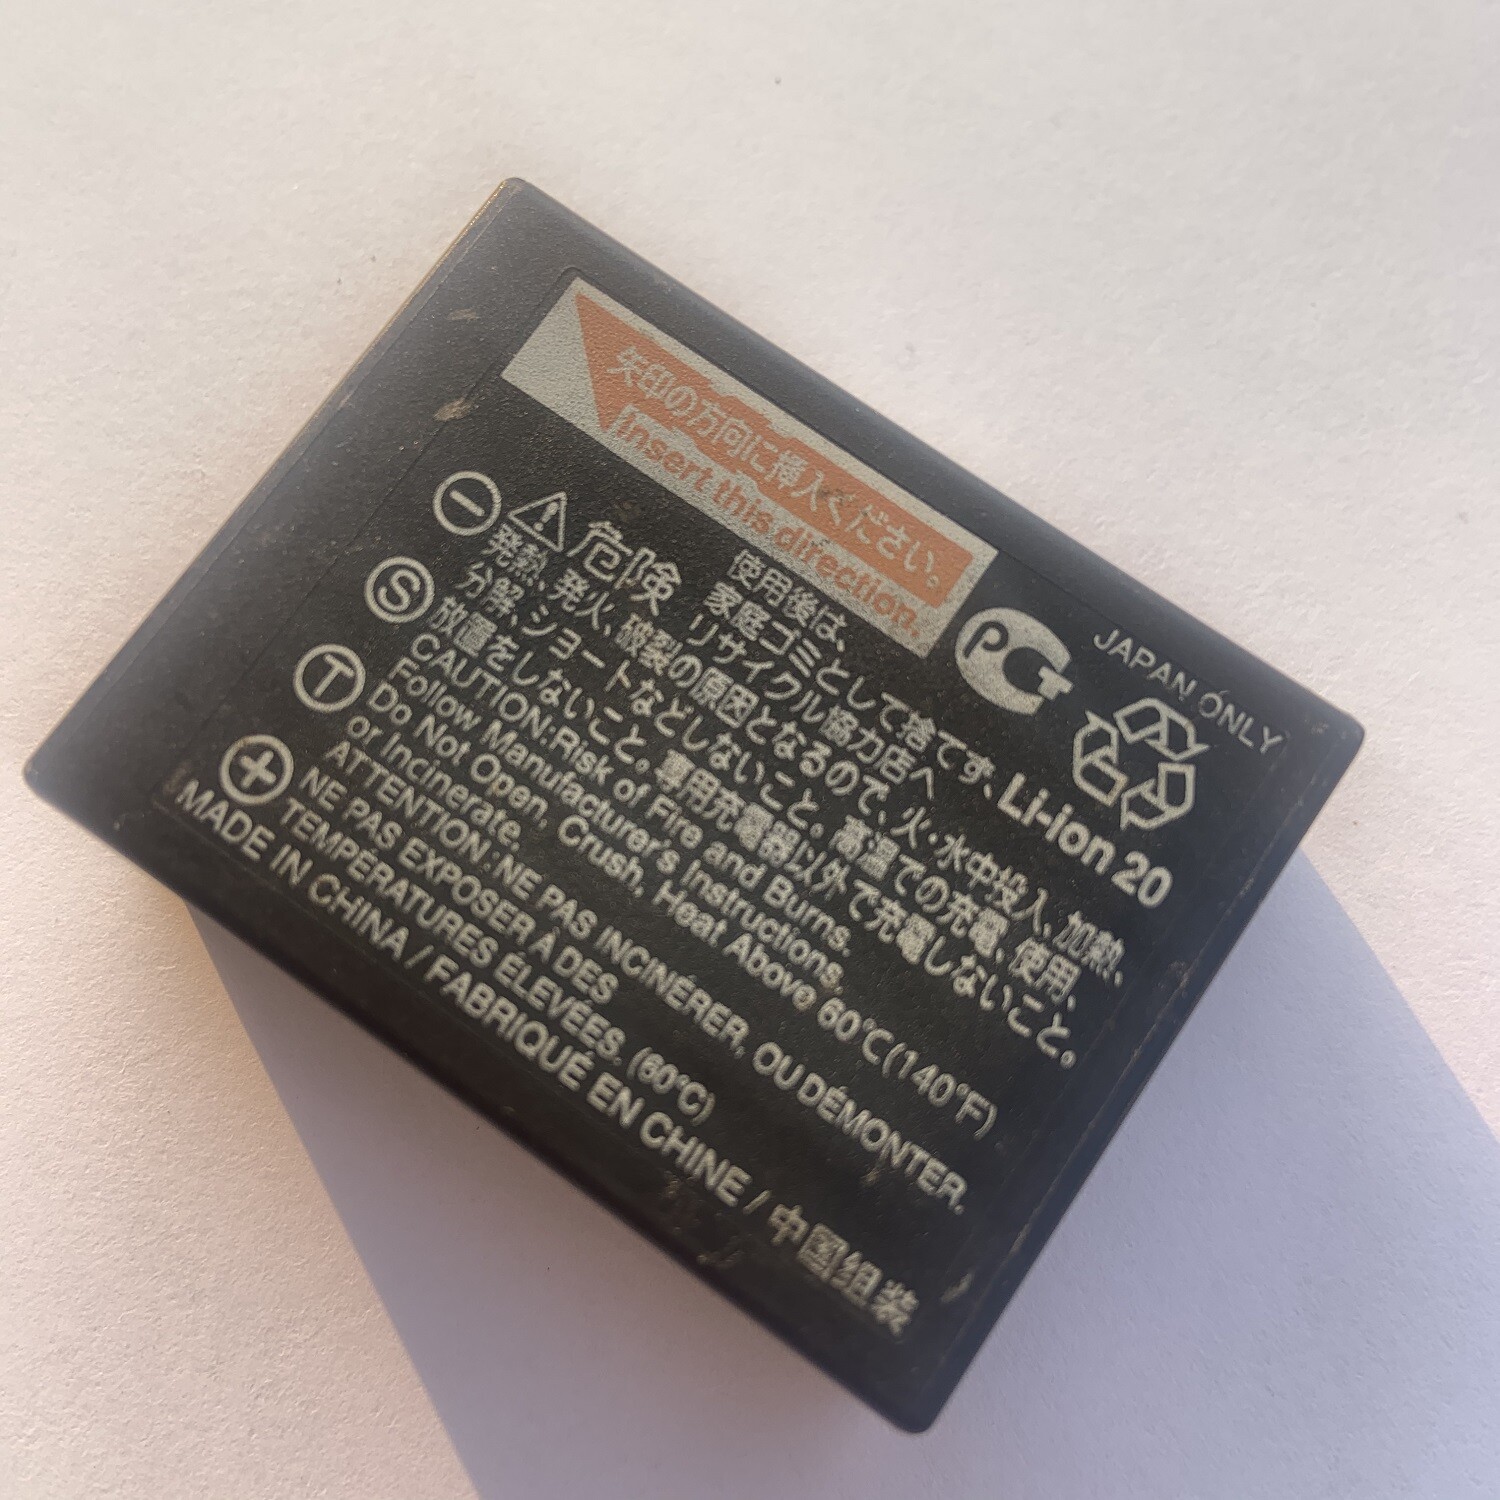 矢印の方向に挿入ください。
Insert this direction.
JAPAN ONLY
Li-ion 20
⚠危険
使用後は、
家庭ゴミとして捨てず、
リサイクル協力店へ
発熱、発火、破裂の原因となるので、火・水中投入、加熱、
分解、ショートなどしないこと。高温での充電、使用、
放置をしないこと。専用充電器以外で充電しないこと。
CAUTION:Risk of Fire and Burns.
Follow Manufacturer's Instructions.
Do Not Open, Crush, Heat Above 60°C(140°F)
or Incinerate.
ATTENTION:NE PAS INCINÉRER, OU DÉMONTER.
NE PAS EXPOSER À DES
TEMPÉRATURES ÉLEVÉES. (60°C)
MADE IN CHINA / FABRIQUÉ EN CHINE / 中国组装
−
S
T
+
РСТ